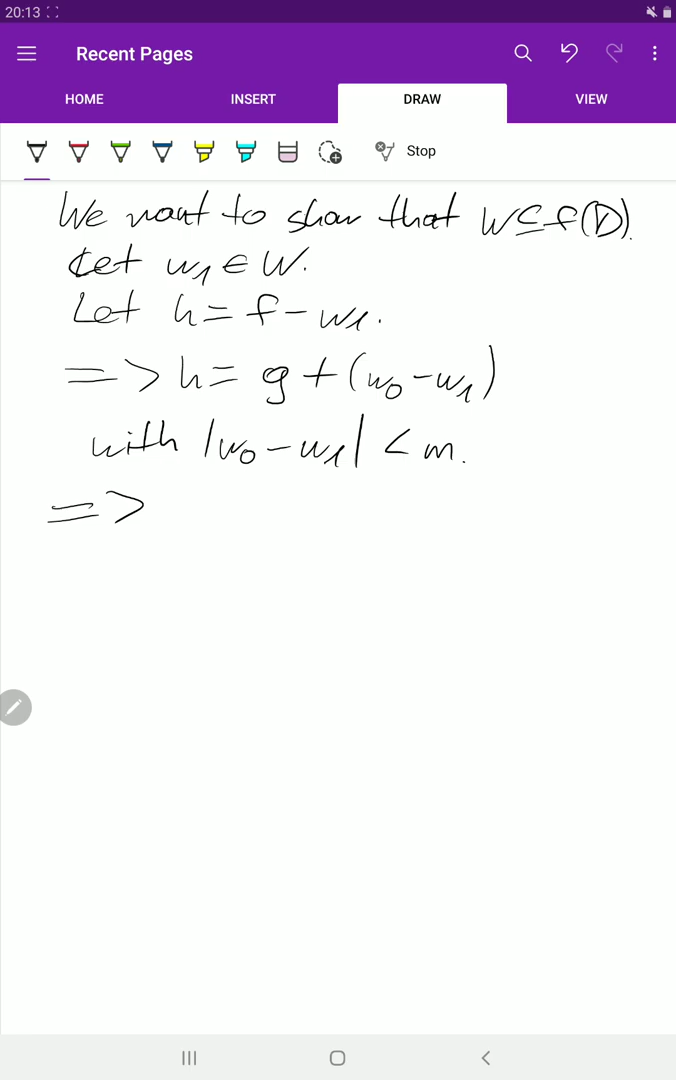 20:13
Recent Pages
HOME INSERT DRAW VIEW
Stop
We want to show that W⊆f(D).
Let w₁ ∈ W.
Let h = f - w₁.
=> h = g + (w₀ - w₁)
with |w₀ - w₁| < m.
=>